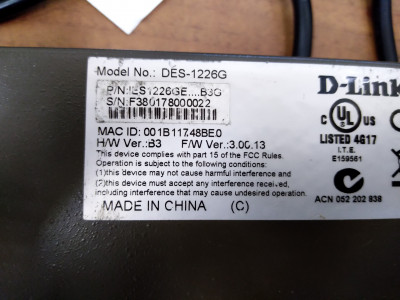 Model No.: DES-1226G
D-Link
P/N:IES1226GE....B3G
S/N:F380178000022
MAC ID: 001B11748BE0
H/W Ver.:B3 F/W Ver.:3.00.13
This device complies with part 15 of the FCC Rules.
Operation is subject to the following conditions:
(1)this device may not cause harmful interference and
(2)this device must accept any interference received,
including interference that may cause undesired operation.
MADE IN CHINA (C)
C UL US
LISTED 4G17
I.T.E.
E159561
ACN 052 202 838